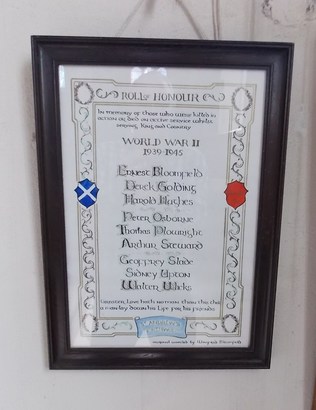 ROLL of HONOUR
In memory of those who were killed in
action or died on active service whilst
serving King and Country
WORLD WAR II
1939-1945
Ernest Bloomfield
Derek Golding
Harold Hughes
Peter Osborne
Thomas Plowright
Arthur Steward
Geoffrey Slade
Sidney Upton
Walter Wicks
Greater Love hath no man than this that
a man lay down his life for his friends